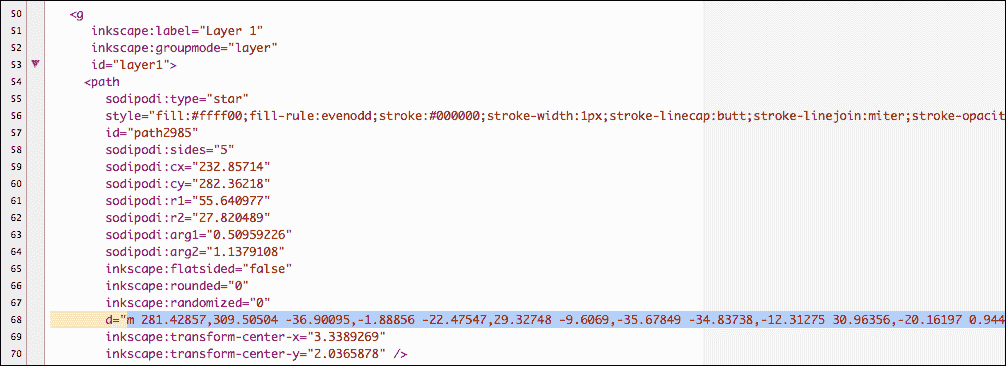 50 <g
51 inkscape:label="Layer 1"
52 inkscape:groupmode="layer"
53 id="layer1">
54 <path
55 sodipodi:type="star"
56 style="fill:#ffff00;fill-rule:evenodd;stroke:#000000;stroke-width:1px;stroke-linecap:butt;stroke-linejoin:miter;stroke-opacit
57 id="path2985"
58 sodipodi:sides="5"
59 sodipodi:cx="232.85714"
60 sodipodi:cy="282.36218"
61 sodipodi:r1="55.640977"
62 sodipodi:r2="27.820489"
63 sodipodi:arg1="0.50959226"
64 sodipodi:arg2="1.1379108"
65 inkscape:flatsided="false"
66 inkscape:rounded="0"
67 inkscape:randomized="0"
68 d="m 281.42857,309.50504 -36.90095,-1.88856 -22.47547,29.32748 -9.6069,-35.67849 -34.83738,-12.31275 30.96356,-20.16197 0.944
69 inkscape:transform-center-x="3.3389269"
70 inkscape:transform-center-y="2.0365878" />